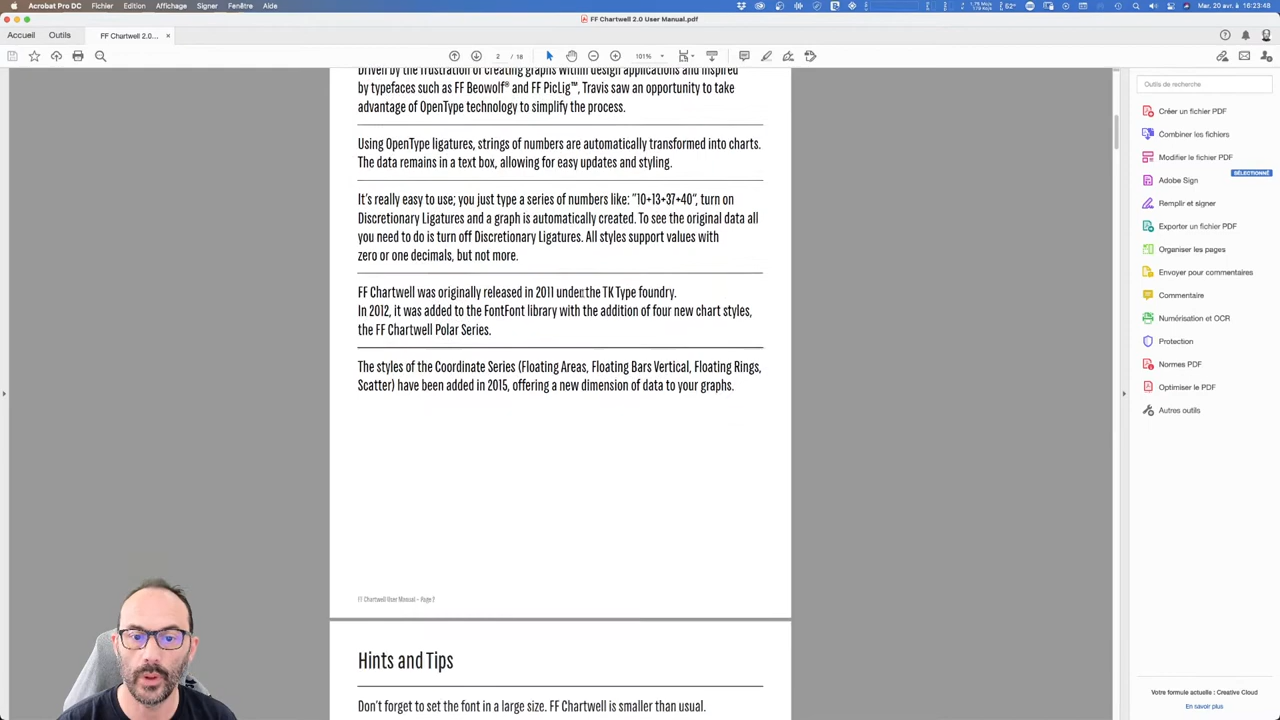 Acrobat Pro DC Fichier Edition Affichage Signer Fenêtre Aide
Mar. 20 avr. à 16:23:48
FF Chartwell 2.0 User Manual.pdf
Accueil Outils FF Chartwell 2.0... ×
2 / 18 101%
Driven by the frustration of creating graphs within design applications and inspired
by typefaces such as FF Beowolf® and FF PicLig™, Travis saw an opportunity to take
advantage of OpenType technology to simplify the process.
Using OpenType ligatures, strings of numbers are automatically transformed into charts.
The data remains in a text box, allowing for easy updates and styling.
It’s really easy to use, you just type a series of numbers like: “10+13+37+40”, turn on
Discretionary Ligatures and a graph is automatically created. To see the original data all
you need to do is turn off Discretionary Ligatures. All styles support values with
zero or one decimals, but not more.
FF Chartwell was originally released in 2011 under the TK Type foundry.
In 2012, it was added to the FontFont library with the addition of four new chart styles,
the FF Chartwell Polar Series.
The styles of the Coordinate Series (Floating Areas, Floating Bars Vertical, Floating Rings,
Scatter) have been added in 2015, offering a new dimension of data to your graphs.
FF Chartwell User Manual – Page 2
Hints and Tips
Don’t forget to set the font in a large size. FF Chartwell is smaller than usual.
Outils de recherche
Créer un fichier PDF
Combiner les fichiers
Modifier le fichier PDF
SÉLECTIONNÉ
Adobe Sign
Remplir et signer
Exporter un fichier PDF
Organiser les pages
Envoyer pour commentaires
Commentaire
Numérisation et OCR
Protection
Normes PDF
Optimiser le PDF
Autres outils
Votre formule actuelle : Creative Cloud
En savoir plus